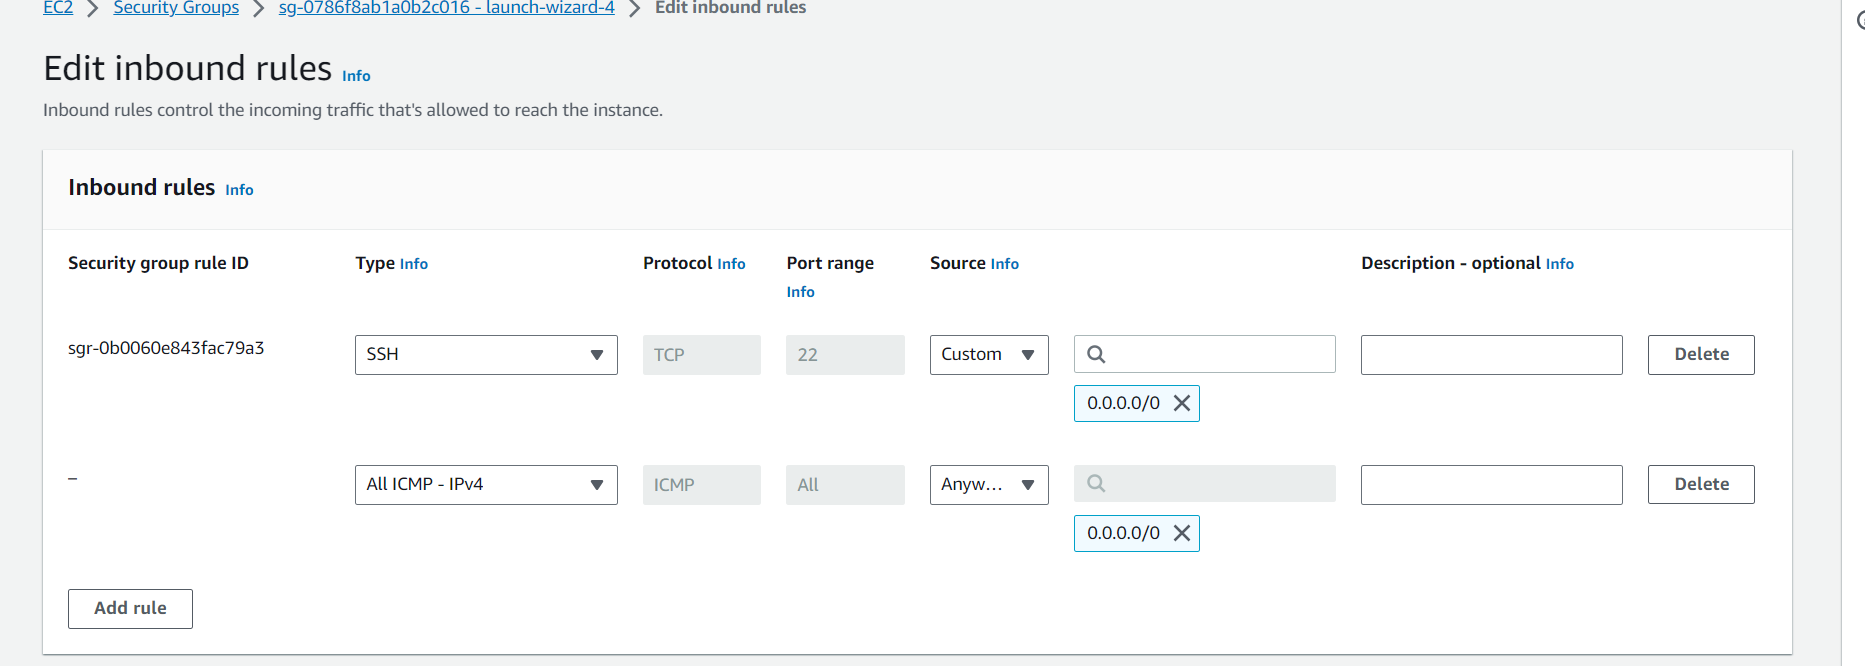 EC2 > Security Groups > sg-0786f8ab1a0b2c016 - launch-wizard-4 > Edit inbound rules
Edit inbound rules Info
Inbound rules control the incoming traffic that's allowed to reach the instance.
Inbound rules Info
Security group rule ID Type Info Protocol Info Port range Info Source Info Description - optional Info
sgr-0b0060e843fac79a3 SSH TCP 22 Custom Delete
0.0.0.0/0
– All ICMP - IPv4 ICMP All Anyw... Delete
0.0.0.0/0
Add rule